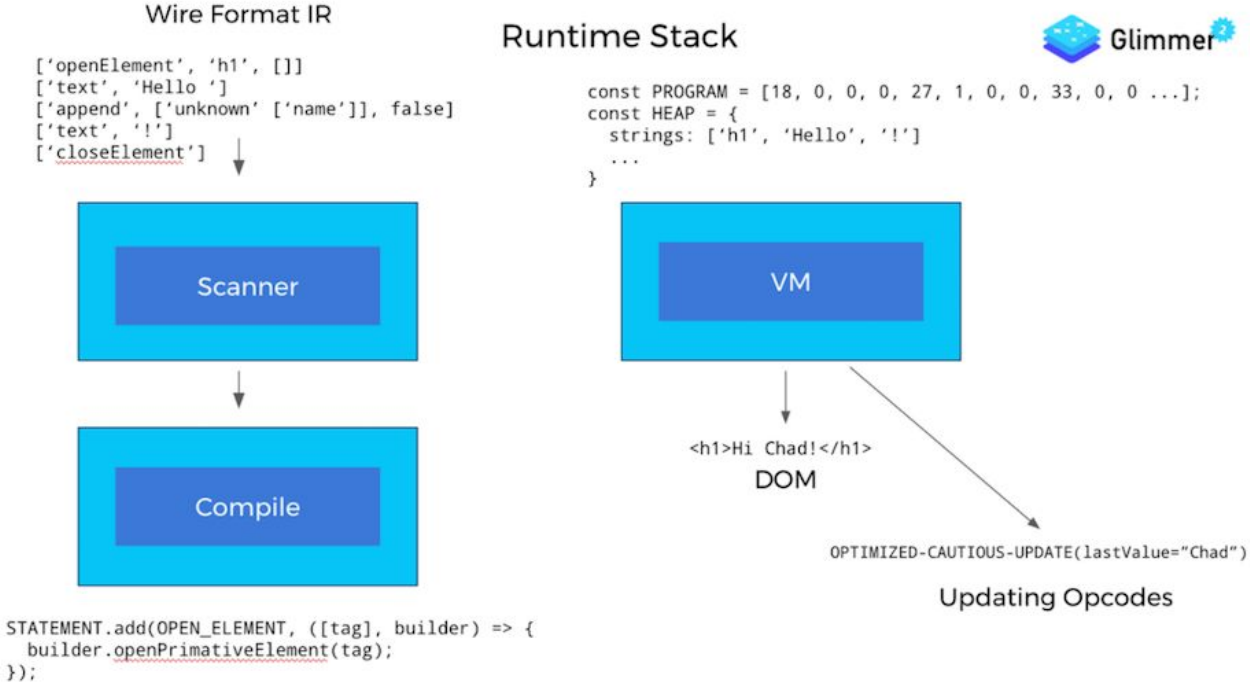 Wire Format IR
Runtime Stack
Glimmer
2
['openElement', 'h1', []]
['text', 'Hello ']
['append', ['unknown' ['name']], false]
['text', '!']
['closeElement']
const PROGRAM = [18, 0, 0, 0, 27, 1, 0, 0, 33, 0, 0 ...];
const HEAP = {
strings: ['h1', 'Hello', '!']
...
}
Scanner
VM
<h1>Hi Chad!</h1>
DOM
Compile
OPTIMIZED-CAUTIOUS-UPDATE(lastValue="Chad")
Updating Opcodes
STATEMENT.add(OPEN_ELEMENT, ([tag], builder) => {
builder.openPrimativeElement(tag);
});